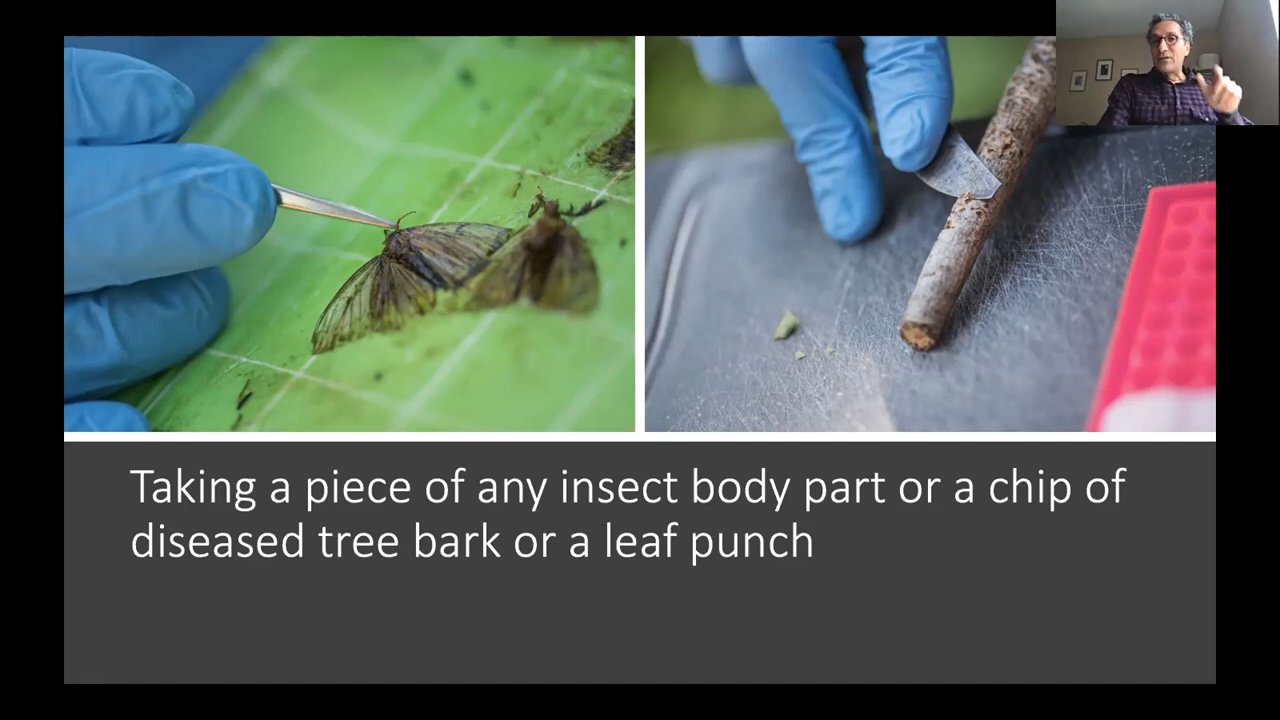 Taking a piece of any insect body part or a chip of
diseased tree bark or a leaf punch